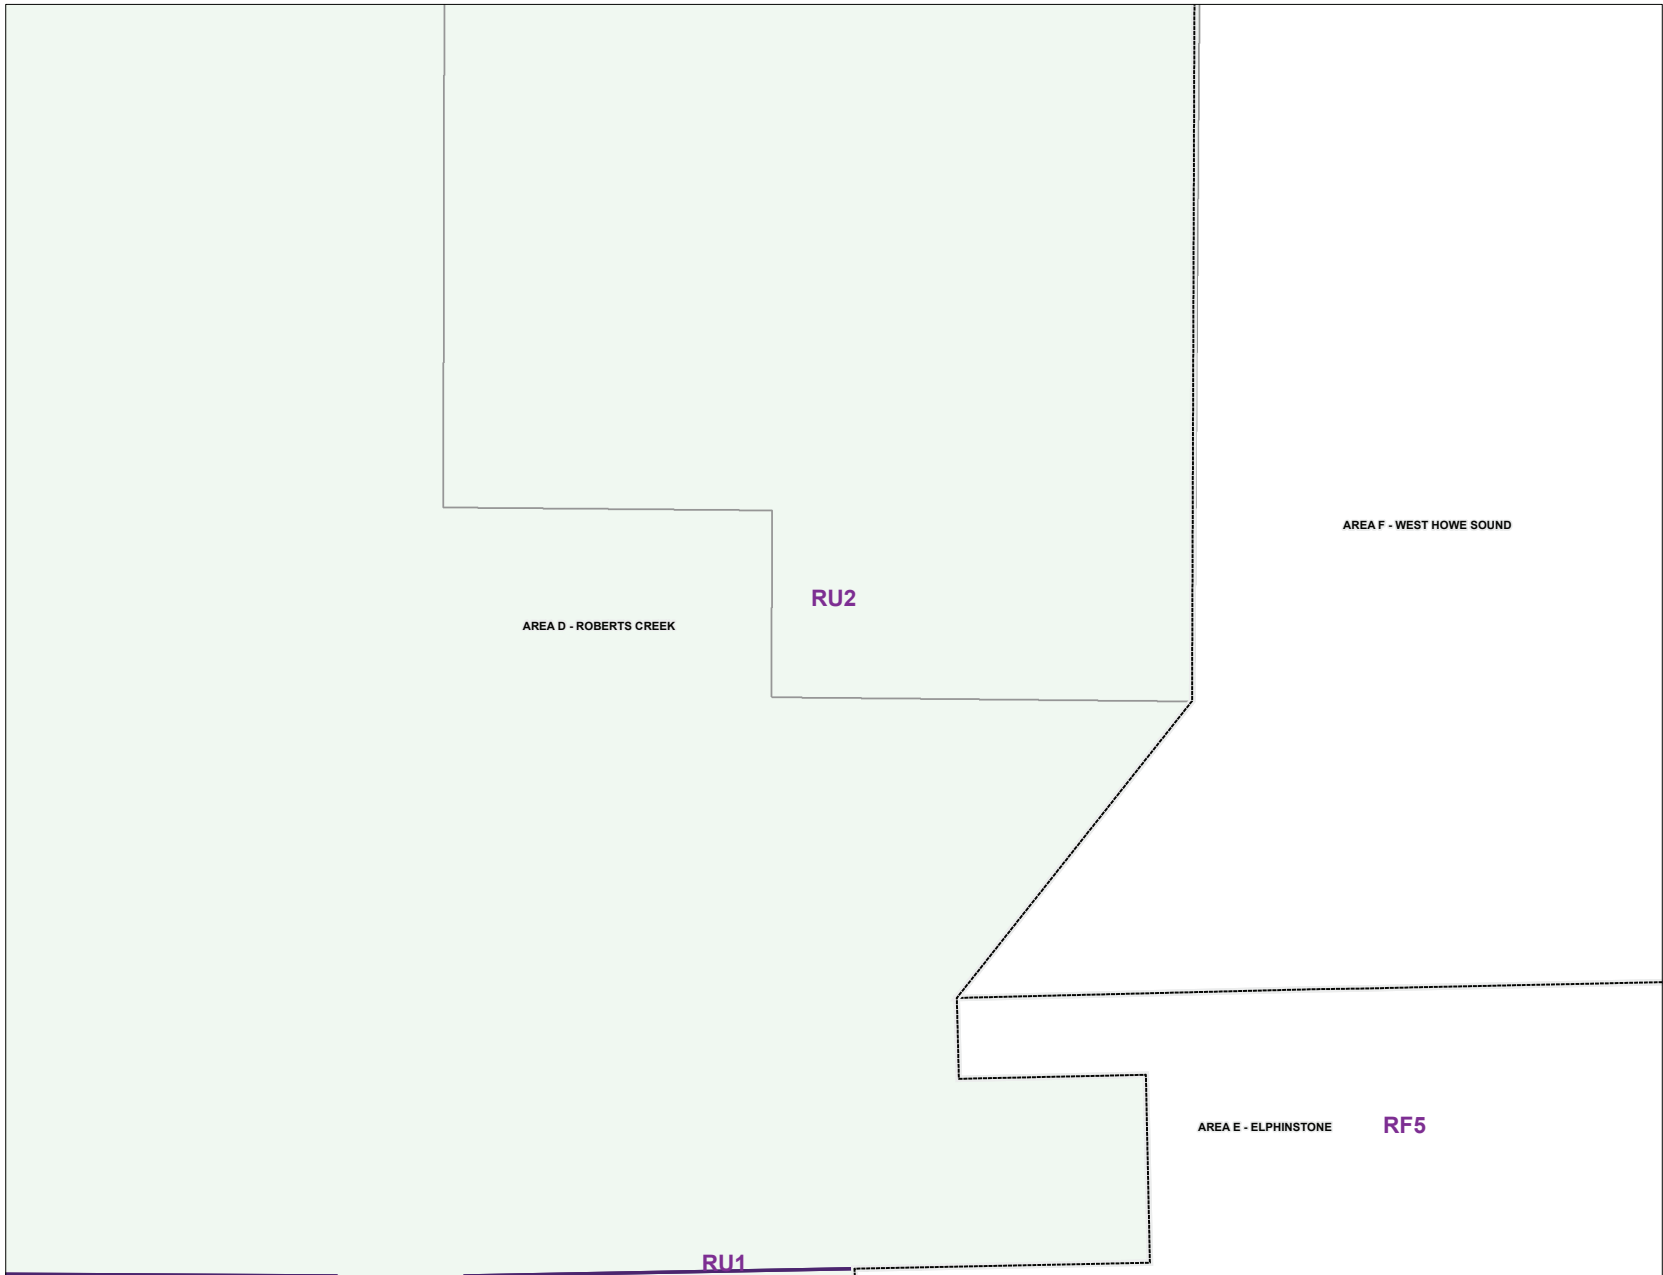 AREA F - WEST HOWE SOUND
RU2
AREA D - ROBERTS CREEK
AREA E - ELPHINSTONE
RF5
RU1